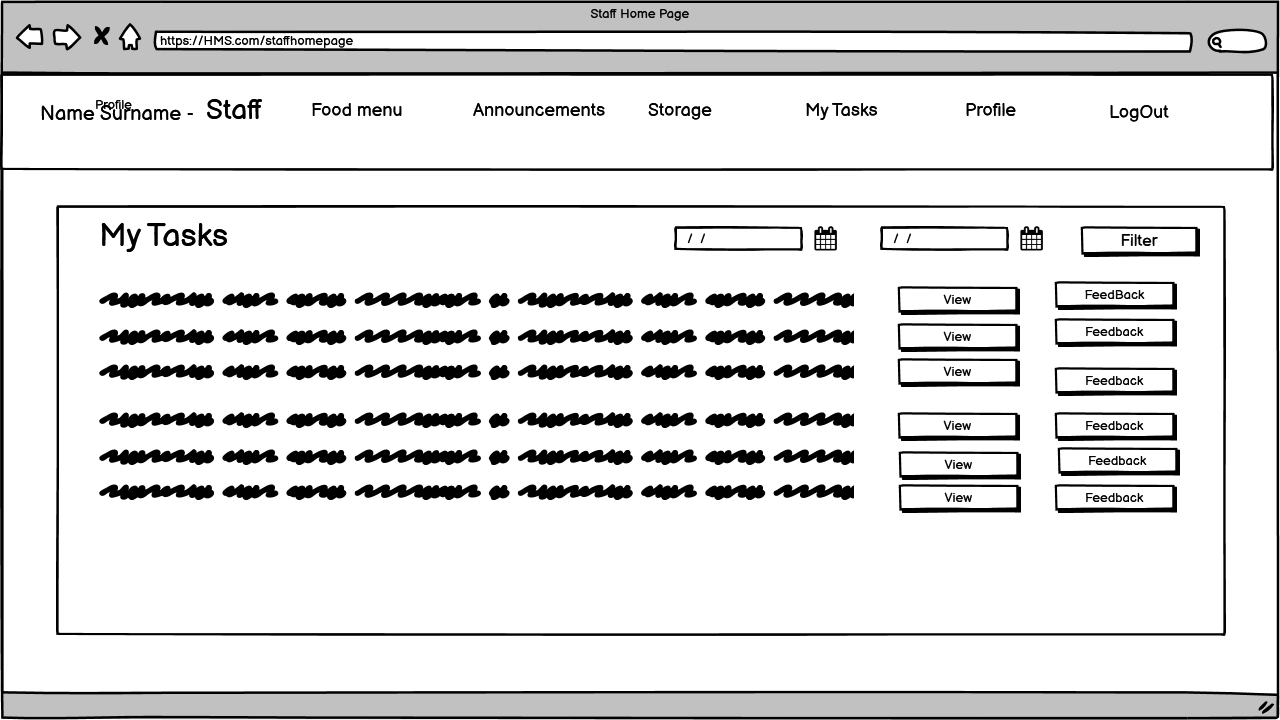 Staff Home Page
https://HMS.com/staffhomepage
Profile
Name Surname - Staff Food menu Announcements Storage My Tasks Profile LogOut
My Tasks / / / / Filter
View FeedBack
View Feedback
View Feedback
View Feedback
View Feedback
View Feedback